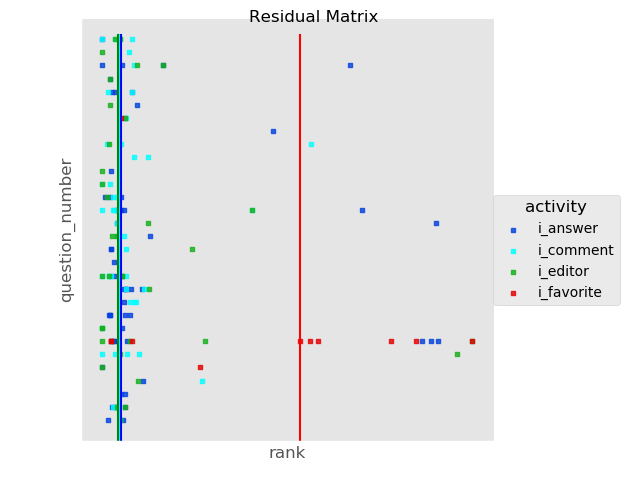 Residual Matrix
question_number
rank
activity
i_answer
i_comment
i_editor
i_favorite